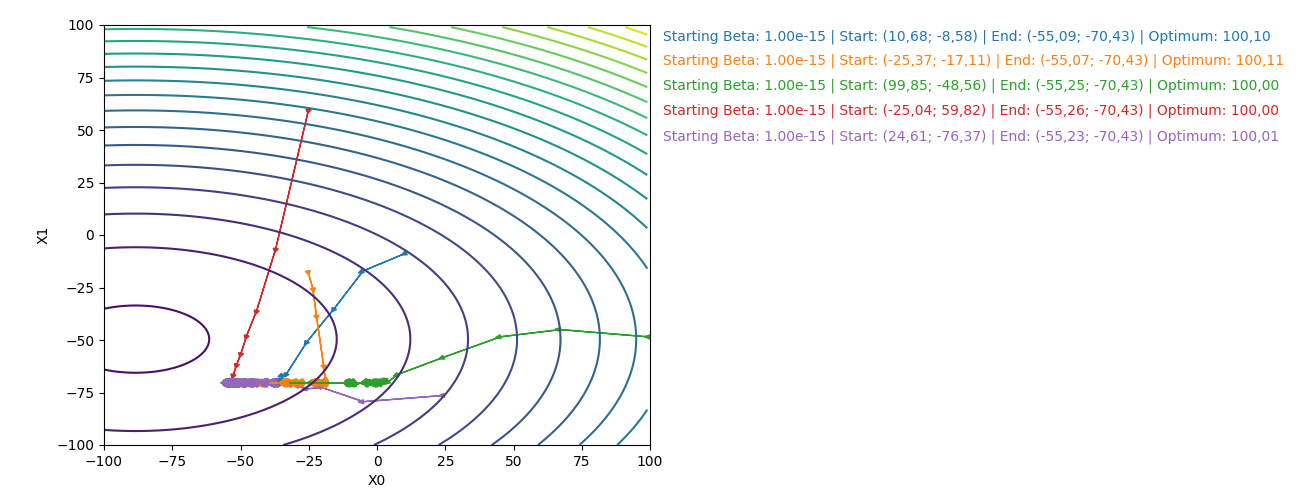 100
75
50
25
0
−25
−50
−75
−100
X1
−100 −75 −50 −25 0 25 50 75 100
X0
Starting Beta: 1.00e-15 | Start: (10,68; -8,58) | End: (-55,09; -70,43) | Optimum: 100,10
Starting Beta: 1.00e-15 | Start: (-25,37; -17,11) | End: (-55,07; -70,43) | Optimum: 100,11
Starting Beta: 1.00e-15 | Start: (99,85; -48,56) | End: (-55,25; -70,43) | Optimum: 100,00
Starting Beta: 1.00e-15 | Start: (-25,04; 59,82) | End: (-55,26; -70,43) | Optimum: 100,00
Starting Beta: 1.00e-15 | Start: (24,61; -76,37) | End: (-55,23; -70,43) | Optimum: 100,01